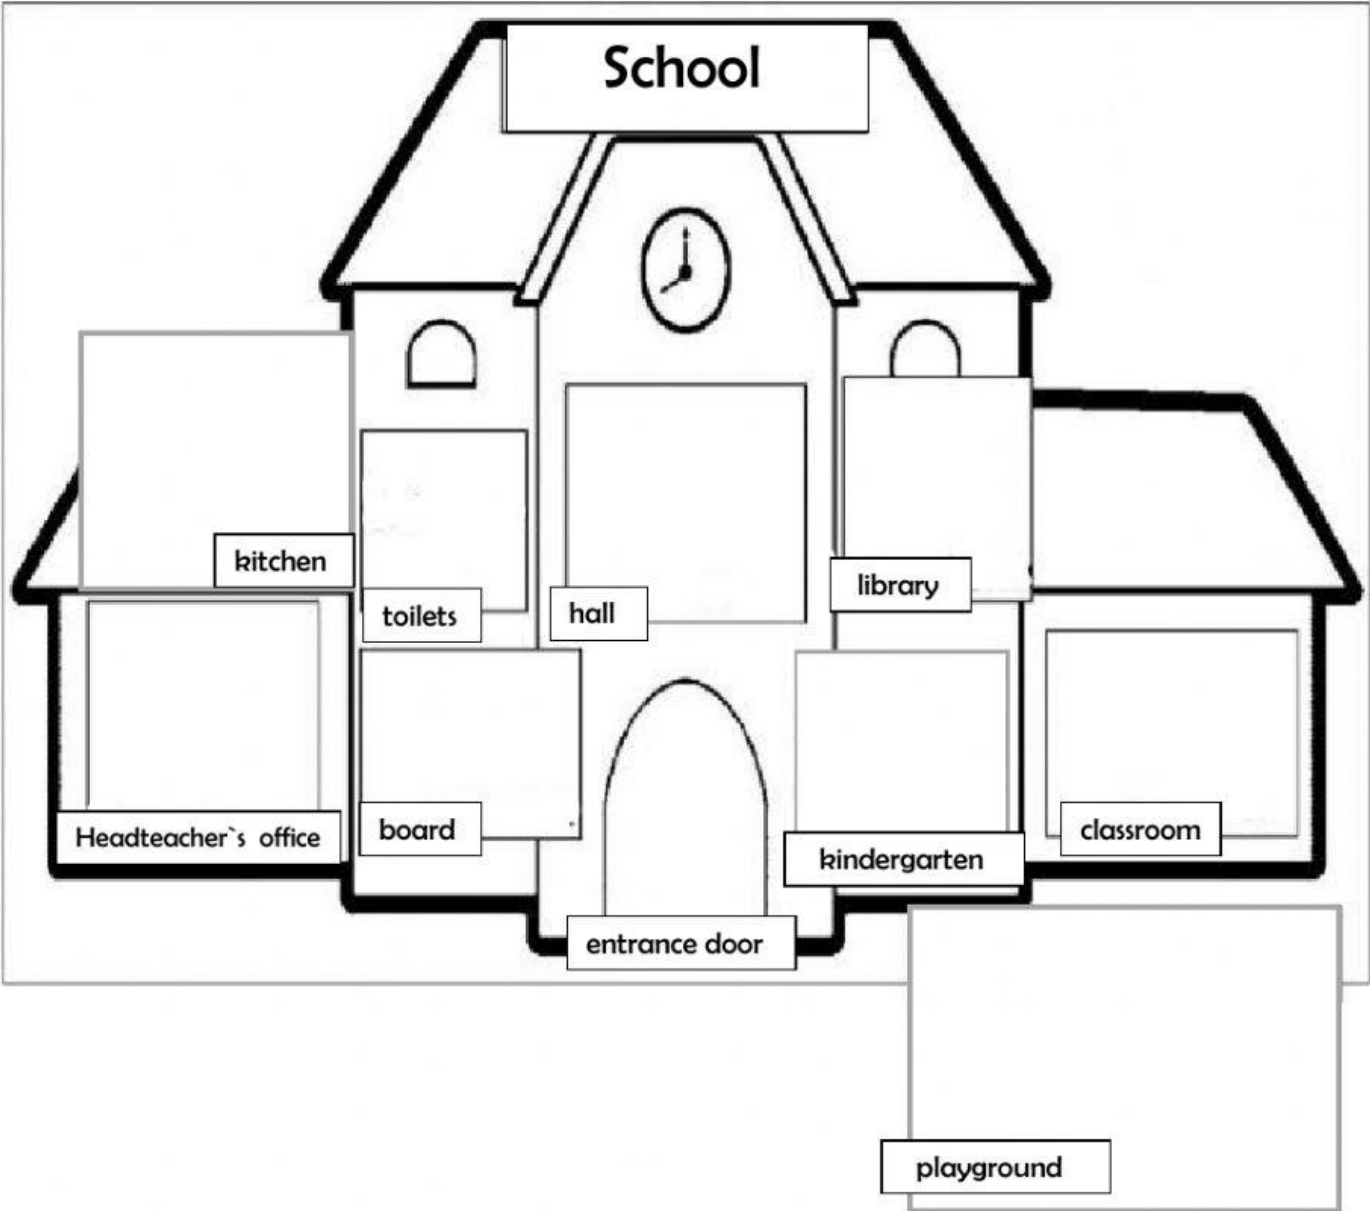 School
kitchen
toilets
hall
library
Headteacher`s office
board
kindergarten
classroom
entrance door
playground